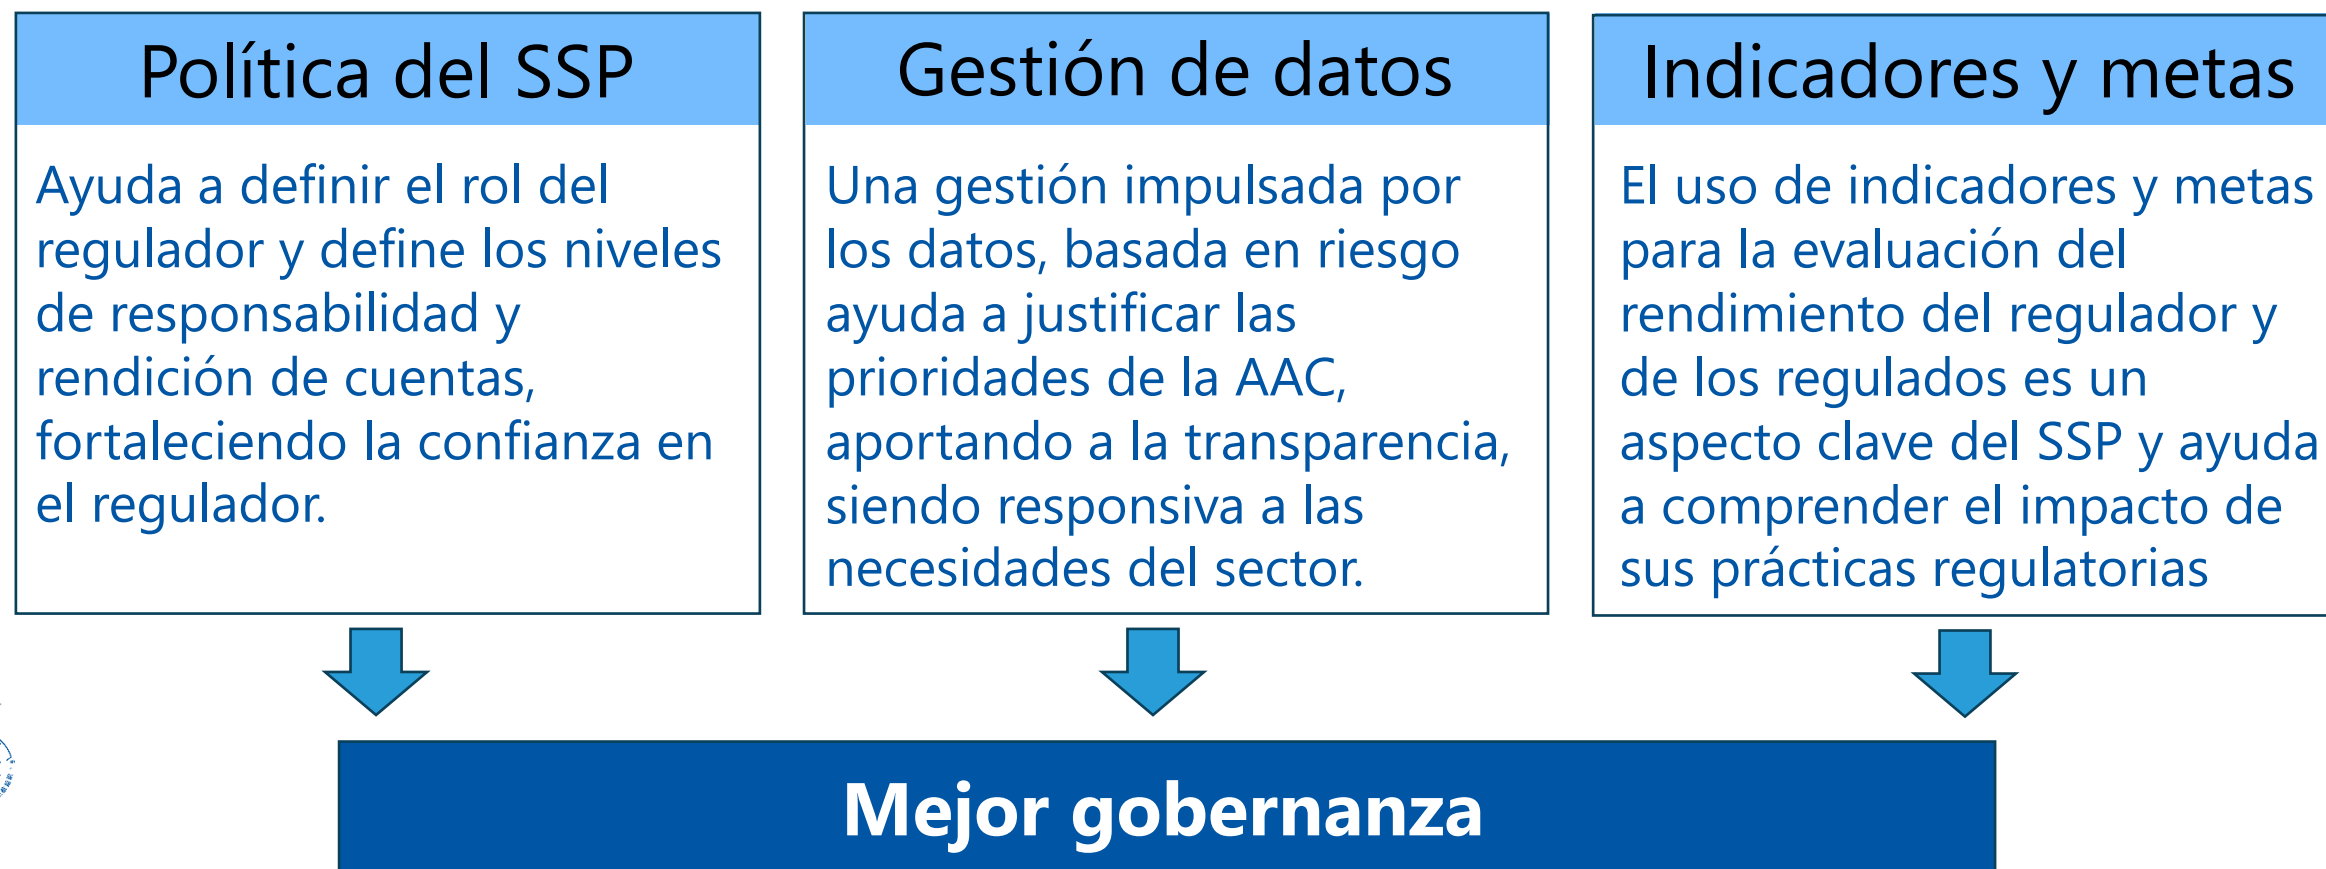 Política del SSP
Ayuda a definir el rol del
regulador y define los niveles
de responsabilidad y
rendición de cuentas,
fortaleciendo la confianza en
el regulador.
Gestión de datos
Una gestión impulsada por
los datos, basada en riesgo
ayuda a justificar las
prioridades de la AAC,
aportando a la transparencia,
siendo responsiva a las
necesidades del sector.
Indicadores y metas
El uso de indicadores y metas
para la evaluación del
rendimiento del regulador y
de los regulados es un
aspecto clave del SSP y ayuda
a comprender el impacto de
sus prácticas regulatorias
Mejor gobernanza